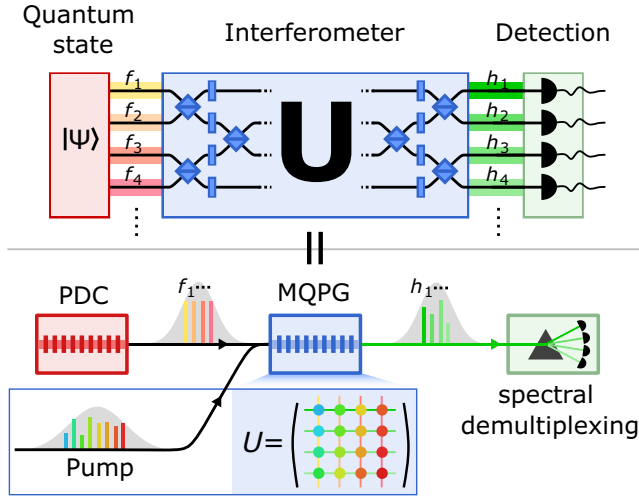 Quantum state
Interferometer
Detection
|Ψ⟩
f₁
f₂
f₃
f₄
U
h₁
h₂
h₃
h₄
PDC
f₁...
MQPG
h₁...
spectral
demultiplexing
Pump
U=